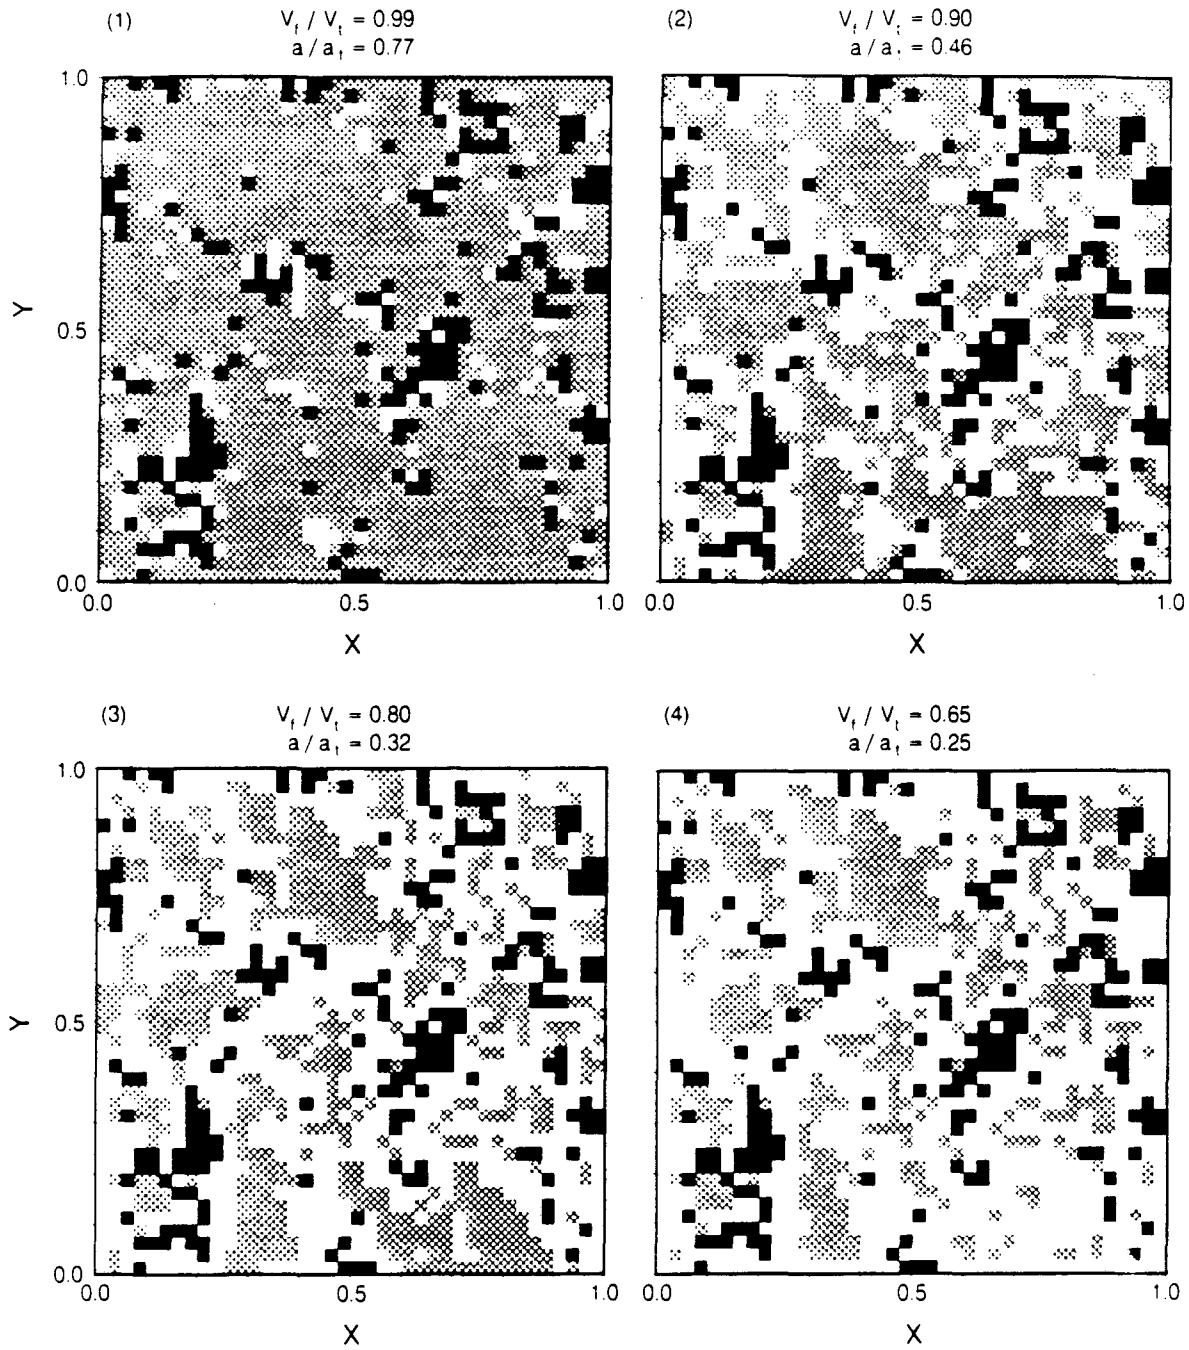 (1)
V_f / V_t = 0.99
a / a_t = 0.77
(2)
V_f / V_t = 0.90
a / a_t = 0.46
1.0
0.5
0.0
Y
0.0 0.5 1.0
X
0.0 0.5 1.0
X
(3)
V_f / V_t = 0.80
a / a_t = 0.32
(4)
V_f / V_t = 0.65
a / a_t = 0.25
1.0
0.5
0.0
Y
0.0 0.5 1.0
X
0.0 0.5 1.0
X